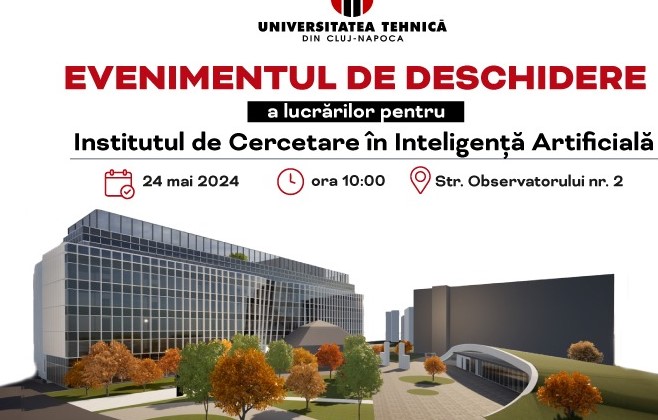 UNIVERSITATEA TEHNICĂ
DIN CLUJ-NAPOCA
EVENIMENTUL DE DESCHIDERE
a lucrărilor pentru
Institutul de Cercetare în Inteligență Artificială
24 mai 2024 ora 10:00 Str. Observatorului nr. 2